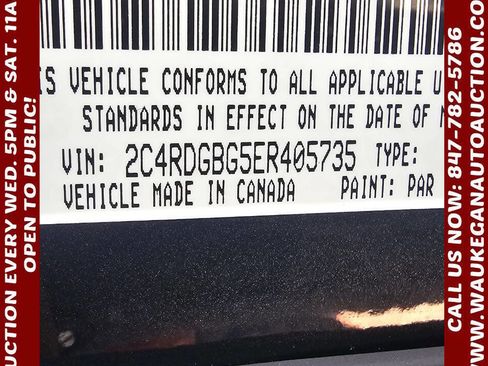 UCTION EVERY WED. 5PM & SAT. 11A
OPEN TO PUBLIC!
S VEHICLE CONFORMS TO ALL APPLICABLE U
STANDARDS IN EFFECT ON THE DATE OF M
VIN: 2C4RDGBG5ER405735 TYPE:
VEHICLE MADE IN CANADA PAINT: PAR
CALL US NOW: 847-782-5786
WWW.WAUKEGANAUTOAUCTION.COM